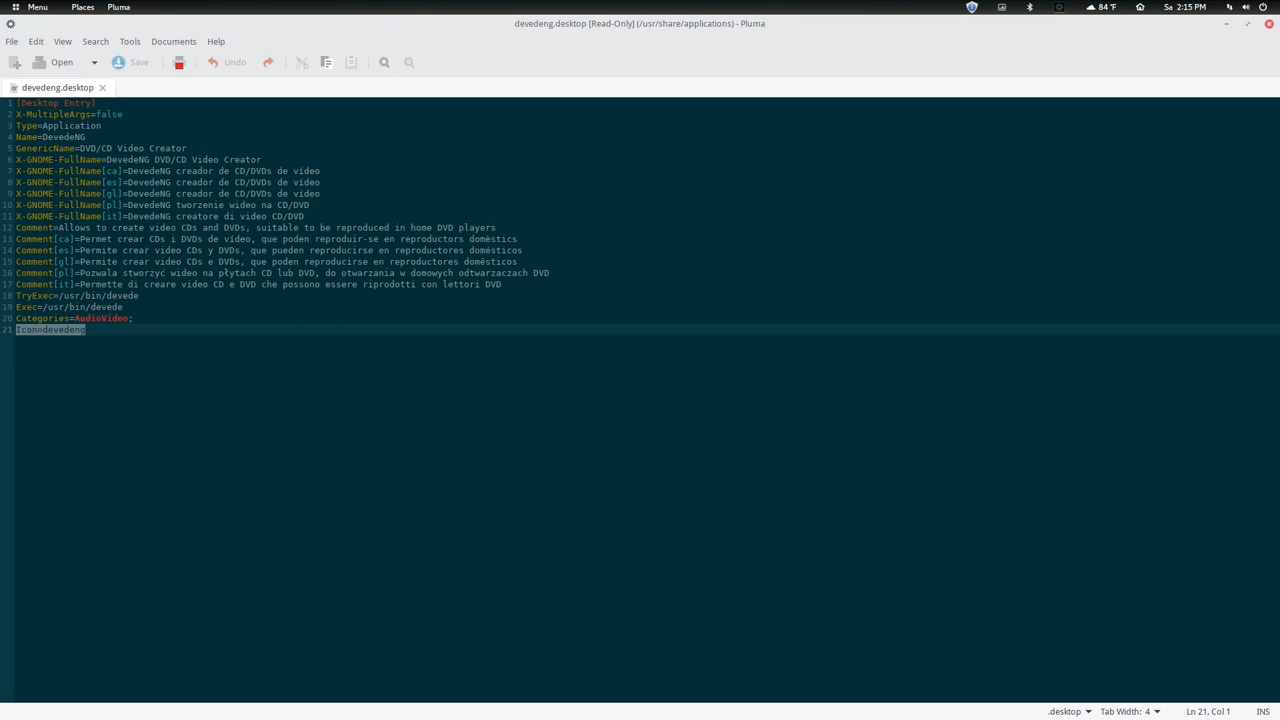 Menu Places Pluma 84 °F Sa 2:15 PM
devedeng.desktop [Read-Only] (/usr/share/applications) - Pluma
File Edit View Search Tools Documents Help
Open Save Undo
devedeng.desktop
1 [Desktop Entry]
2 X-MultipleArgs=false
3 Type=Application
4 Name=DevedeNG
5 GenericName=DVD/CD Video Creator
6 X-GNOME-FullName=DevedeNG DVD/CD Video Creator
7 X-GNOME-FullName[ca]=DevedeNG creador de CD/DVDs de vídeo
8 X-GNOME-FullName[es]=DevedeNG creador de CD/DVDs de vídeo
9 X-GNOME-FullName[gl]=DevedeNG creador de CD/DVDs de vídeo
10 X-GNOME-FullName[pl]=DevedeNG tworzenie wideo na CD/DVD
11 X-GNOME-FullName[it]=DevedeNG creatore di video CD/DVD
12 Comment=Allows to create video CDs and DVDs, suitable to be reproduced in home DVD players
13 Comment[ca]=Permet crear CDs i DVDs de vídeo, que poden reproduir-se en reproductors domèstics
14 Comment[es]=Permite crear video CDs y DVDs, que pueden reproducirse en reproductores domésticos
15 Comment[gl]=Permite crear video CDs e DVDs, que poden reproducirse en reproductores domésticos
16 Comment[pl]=Pozwala stworzyć wideo na płytach CD lub DVD, do otwarzania w domowych odtwarzaczach DVD
17 Comment[it]=Permette di creare video CD e DVD che possono essere riprodotti con lettori DVD
18 TryExec=/usr/bin/devede
19 Exec=/usr/bin/devede
20 Categories=AudioVideo;
21 Icon=devedeng
.desktop Tab Width: 4 Ln 21, Col 1 INS